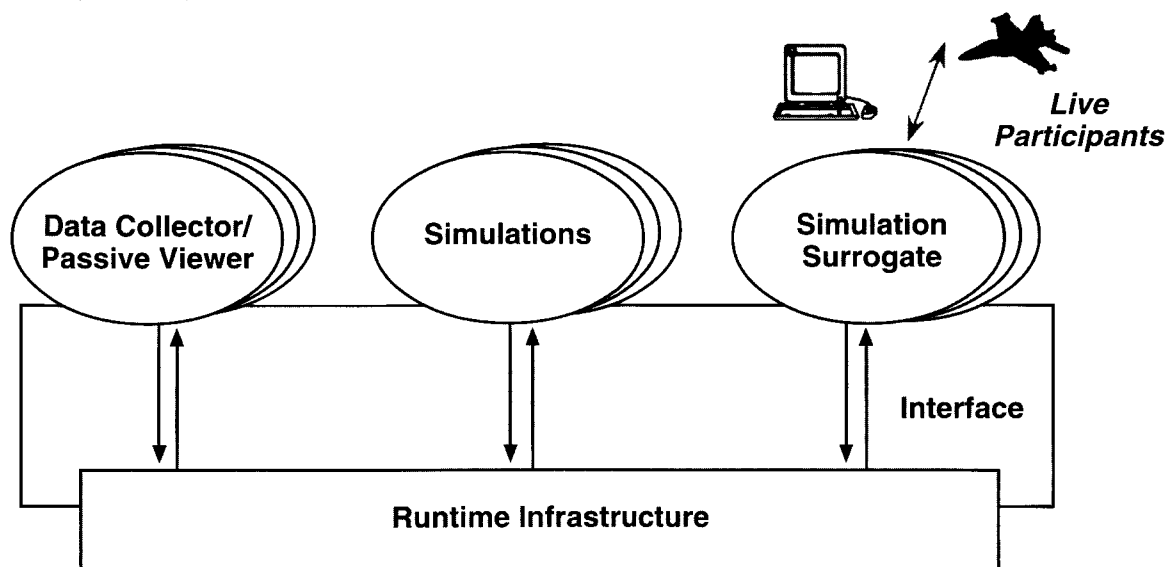 Live
Participants
Data Collector/
Passive Viewer
Simulations
Simulation
Surrogate
Interface
Runtime Infrastructure